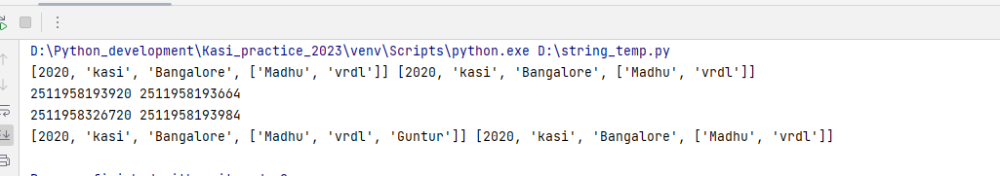 D:\Python_development\Kasi_practice_2023\venv\Scripts\python.exe D:\string_temp.py
[2020, 'kasi', 'Bangalore', ['Madhu', 'vrdl']] [2020, 'kasi', 'Bangalore', ['Madhu', 'vrdl']]
2511958193920 2511958193664
2511958326720 2511958193984
[2020, 'kasi', 'Bangalore', ['Madhu', 'vrdl', 'Guntur']] [2020, 'kasi', 'Bangalore', ['Madhu', 'vrdl']]